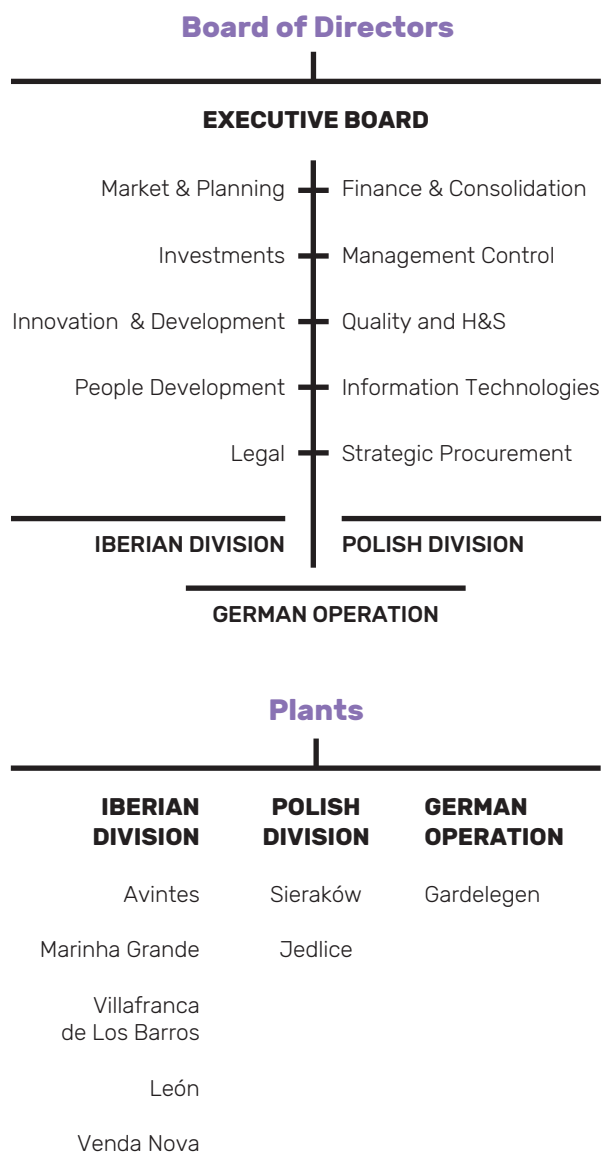 Board of Directors
EXECUTIVE BOARD
Market & Planning
Finance & Consolidation
Investments
Management Control
Innovation & Development
Quality and H&S
People Development
Information Technologies
Legal
Strategic Procurement
IBERIAN DIVISION
POLISH DIVISION
GERMAN OPERATION
Plants
IBERIAN
DIVISION
POLISH
DIVISION
GERMAN
OPERATION
Avintes
Sieraków
Gardelegen
Marinha Grande
Jedlice
Villafranca
de Los Barros
León
Venda Nova